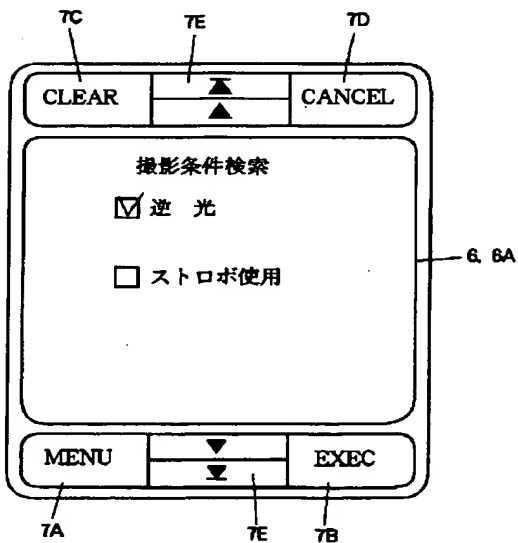 7C 7E 7D
CLEAR CANCEL
撮影条件検索
逆 光
6, 6A
ストロボ使用
MENU EXEC
7A 7E 7B